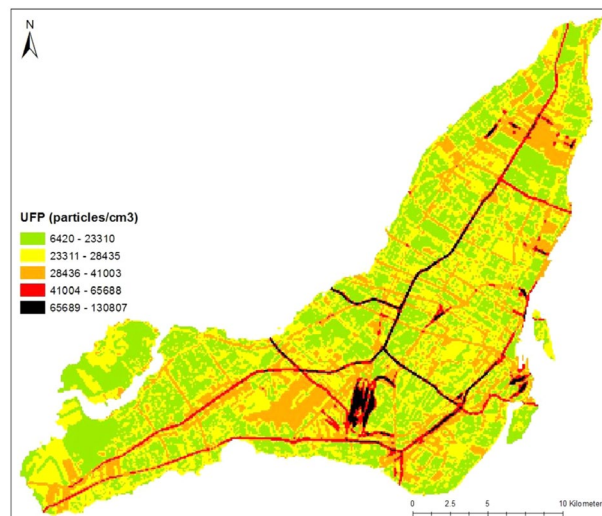 N
UFP (particles/cm3)
6420 - 23310
23311 - 28435
28436 - 41003
41004 - 65688
65689 - 130807
0 2.5 5 10 Kilometer